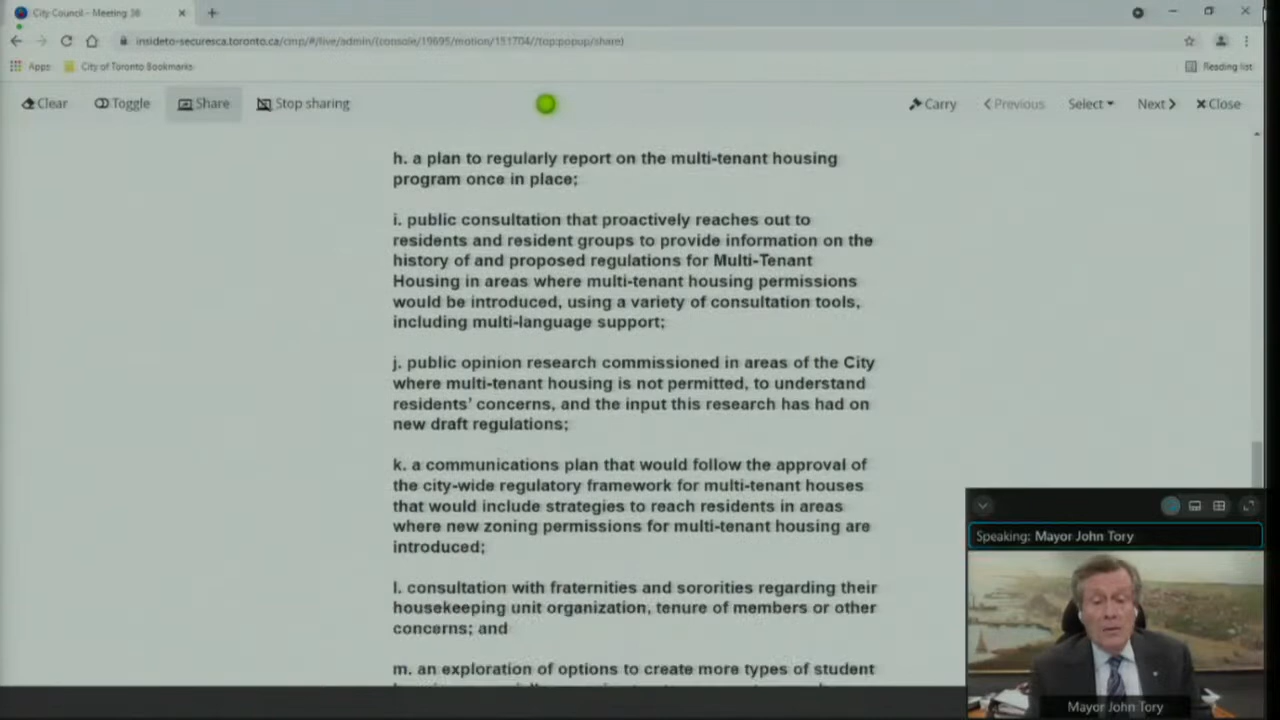 City Council - Meeting 38
insideto-securesca.toronto.ca/cmp/#/live/admin/(console/19695/motion/151704//top:popup/share)
Apps City of Toronto Bookmarks Reading list
Clear Toggle Share Stop sharing Carry Previous Select Next Close
h. a plan to regularly report on the multi-tenant housing
program once in place;
i. public consultation that proactively reaches out to
residents and resident groups to provide information on the
history of and proposed regulations for Multi-Tenant
Housing in areas where multi-tenant housing permissions
would be introduced, using a variety of consultation tools,
including multi-language support;
j. public opinion research commissioned in areas of the City
where multi-tenant housing is not permitted, to understand
residents' concerns, and the input this research has had on
new draft regulations;
k. a communications plan that would follow the approval of
the city-wide regulatory framework for multi-tenant houses
that would include strategies to reach residents in areas
where new zoning permissions for multi-tenant housing are
introduced;
l. consultation with fraternities and sororities regarding their
housekeeping unit organization, tenure of members or other
concerns; and
m. an exploration of options to create more types of student
Speaking: Mayor John Tory
Mayor John Tory